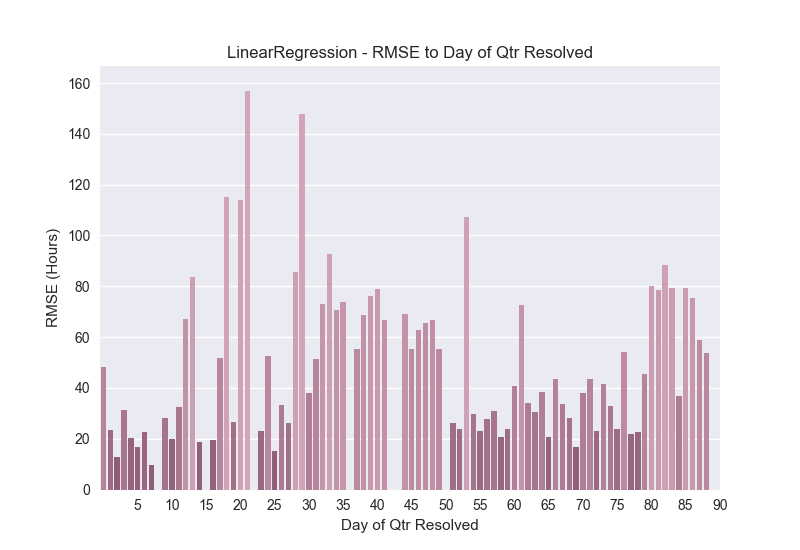 LinearRegression - RMSE to Day of Qtr Resolved
160
140
120
100
80
60
40
20
0
RMSE (Hours)
5 10 15 20 25 30 35 40 45 50 55 60 65 70 75 80 85 90
Day of Qtr Resolved